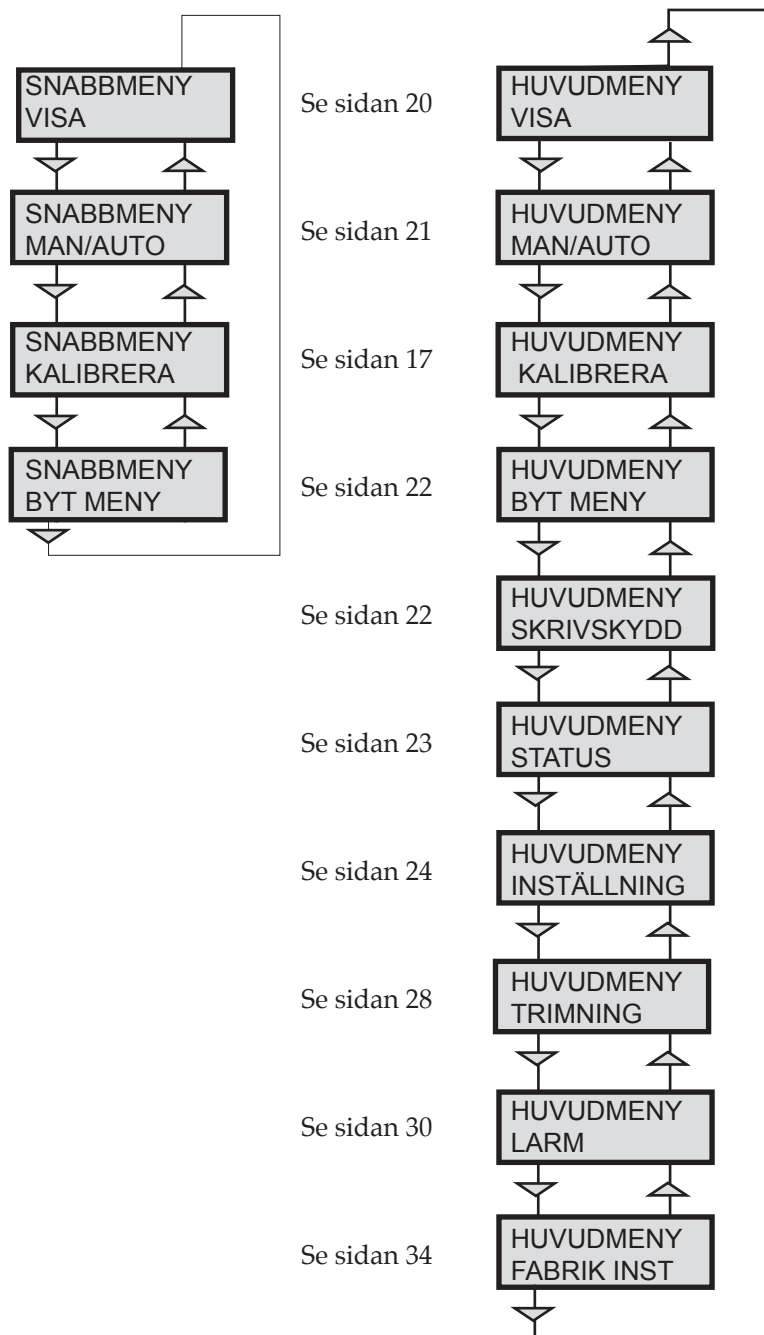 SNABBMENY
VISA
Se sidan 20
HUVUDMENY
VISA
SNABBMENY
MAN/AUTO
Se sidan 21
HUVUDMENY
MAN/AUTO
SNABBMENY
KALIBRERA
Se sidan 17
HUVUDMENY
KALIBRERA
SNABBMENY
BYT MENY
Se sidan 22
HUVUDMENY
BYT MENY
Se sidan 22
HUVUDMENY
SKRIVSKYDD
Se sidan 23
HUVUDMENY
STATUS
Se sidan 24
HUVUDMENY
INSTÄLLNING
Se sidan 28
HUVUDMENY
TRIMNING
Se sidan 30
HUVUDMENY
LARM
Se sidan 34
HUVUDMENY
FABRIK INST